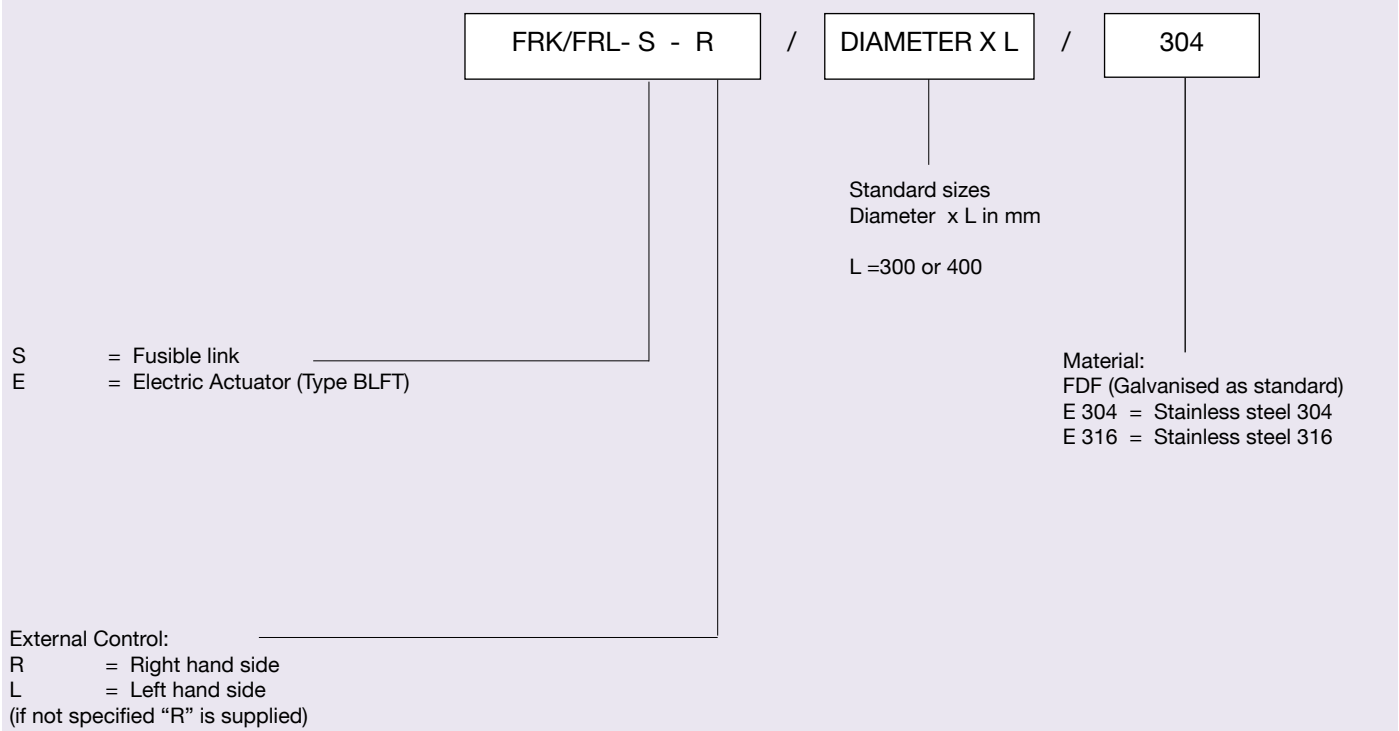 FRK/FRL- S - R / DIAMETER X L / 304
Standard sizes
Diameter x L in mm
L =300 or 400
S = Fusible link
E = Electric Actuator (Type BLFT)
Material:
FDF (Galvanised as standard)
E 304 = Stainless steel 304
E 316 = Stainless steel 316
External Control:
R = Right hand side
L = Left hand side
(if not specified “R” is supplied)